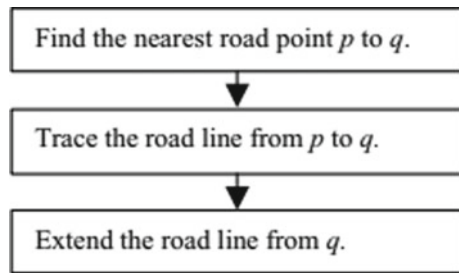 Find the nearest road point p to q.
Trace the road line from p to q.
Extend the road line from q.